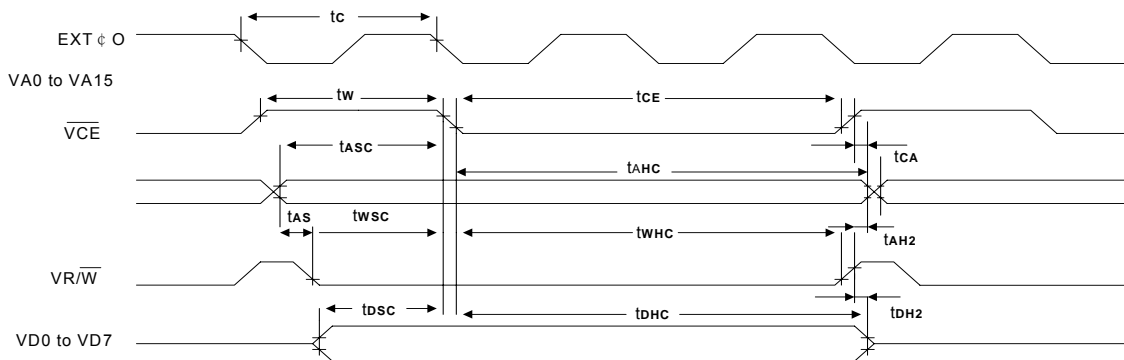 tC
EXT ¢ O
VA0 to VA15
tW
tCE
VCE
tASC
tCA
tAHC
tAS
tWSC
tWHC
tAH2
VR/W
tDSC
tDHC
tDH2
VD0 to VD7